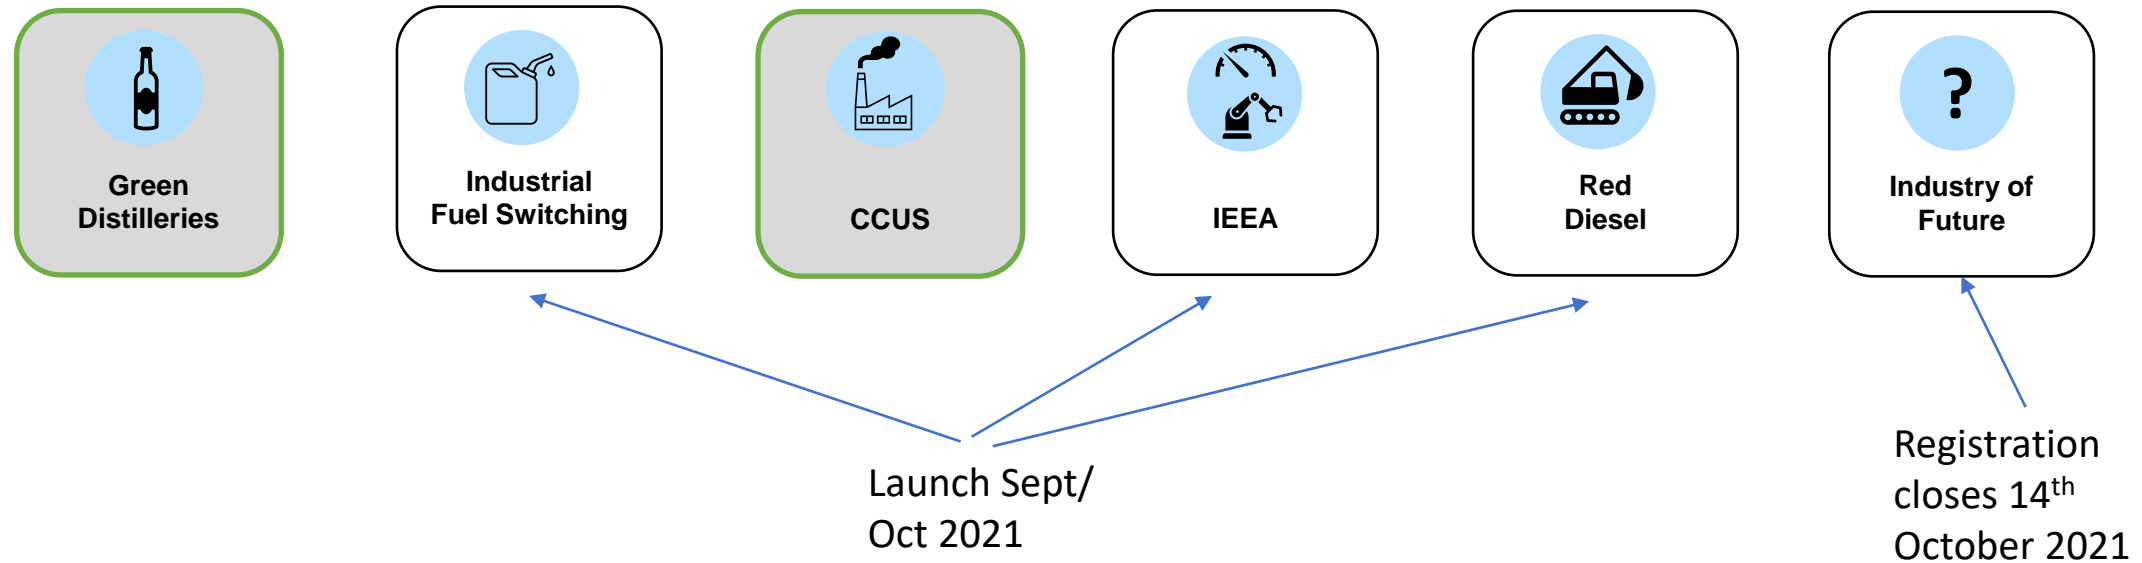 Green
Distilleries
Industrial
Fuel Switching
CCUS
IEEA
Red
Diesel
?
Industry of
Future
Launch Sept/
Oct 2021
Registration
closes 14th
October 2021